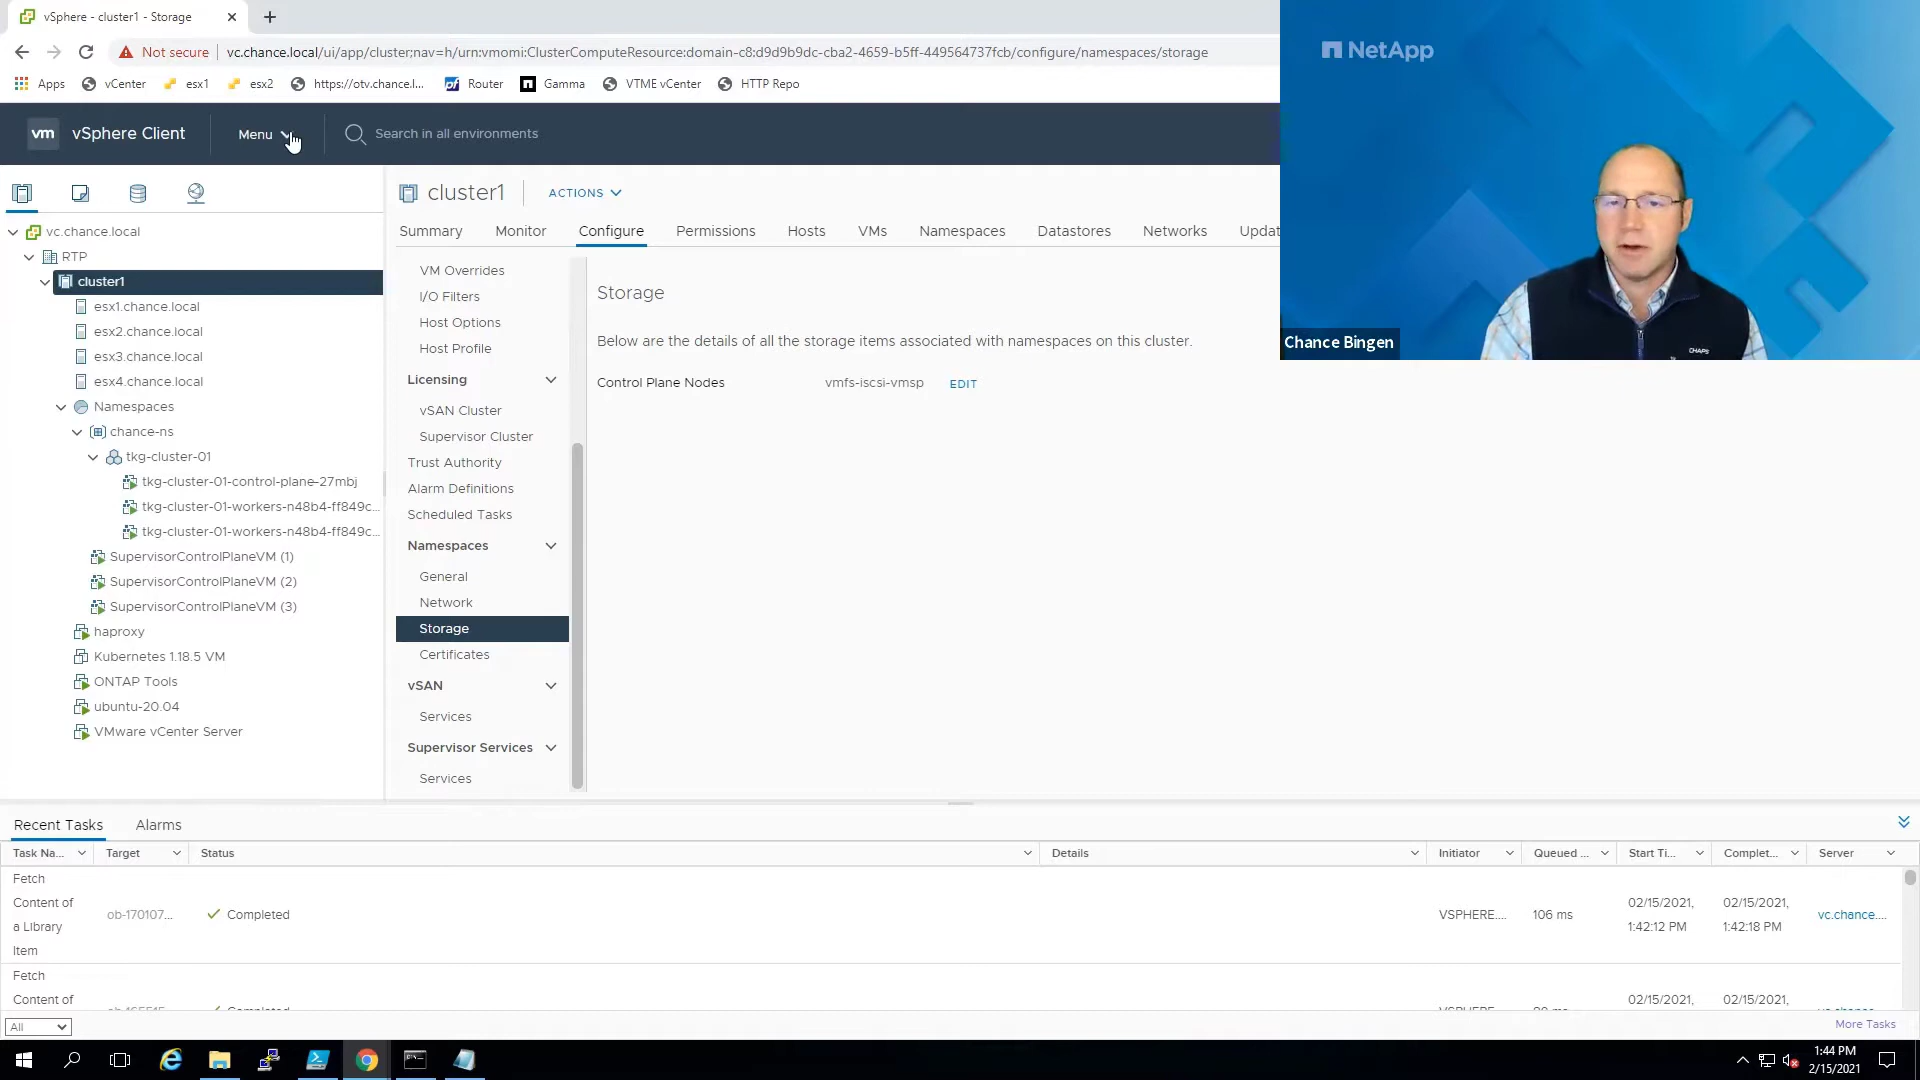 vSphere - cluster1 - Storage
Not secure
vc.chance.local/ui/app/cluster;nav=h/urn:vmomi:ClusterComputeResource:domain-c8:d9d9b9dc-cba2-4659-b5ff-449564737fcb/configure/namespaces/storage
Apps
vCenter
esx1
esx2
https://otv.chance.l...
Router
Gamma
VTME vCenter
HTTP Repo
NetApp
vm
vSphere Client
Menu
Search in all environments
Chance Bingen
CHAPS
cluster1
ACTIONS
Summary
Monitor
Configure
Permissions
Hosts
VMs
Namespaces
Datastores
Networks
Updat
vc.chance.local
RTP
cluster1
esx1.chance.local
esx2.chance.local
esx3.chance.local
esx4.chance.local
Namespaces
chance-ns
tkg-cluster-01
tkg-cluster-01-control-plane-27mbj
tkg-cluster-01-workers-n48b4-ff849c...
tkg-cluster-01-workers-n48b4-ff849c...
SupervisorControlPlaneVM (1)
SupervisorControlPlaneVM (2)
SupervisorControlPlaneVM (3)
haproxy
Kubernetes 1.18.5 VM
ONTAP Tools
ubuntu-20.04
VMware vCenter Server
VM Overrides
I/O Filters
Host Options
Host Profile
Licensing
vSAN Cluster
Supervisor Cluster
Trust Authority
Alarm Definitions
Scheduled Tasks
Namespaces
General
Network
Storage
Certificates
vSAN
Services
Supervisor Services
Services
Storage
Below are the details of all the storage items associated with namespaces on this cluster.
Control Plane Nodes
vmfs-iscsi-vmsp
EDIT
Recent Tasks
Alarms
Task Na...
Target
Status
Details
Initiator
Queued ...
Start Ti...
Complet...
Server
Fetch
Content of
a Library
Item
ob-170107...
Completed
VSPHERE....
106 ms
02/15/2021,
1:42:12 PM
02/15/2021,
1:42:18 PM
vc.chance....
Fetch
Content of
02/15/2021,
02/15/2021,
All
More Tasks
1:44 PM
2/15/2021